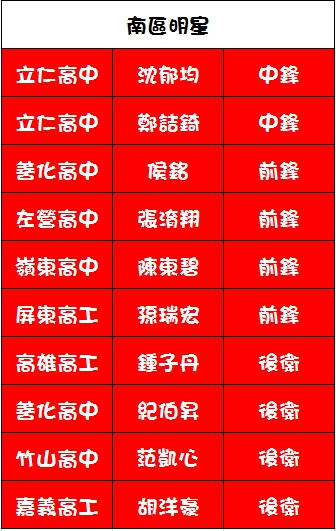 南區明星
立仁高中 沈郁均 中鋒
立仁高中 鄭喆錡 中鋒
善化高中 侯銘 前鋒
左營高中 張淯翔 前鋒
嶺東高中 陳東碧 前鋒
屏東高工 孫瑞宏 前鋒
高雄高工 鍾子丹 後衛
善化高中 紀伯昇 後衛
竹山高中 范凱心 後衛
嘉義高工 胡洋豪 後衛